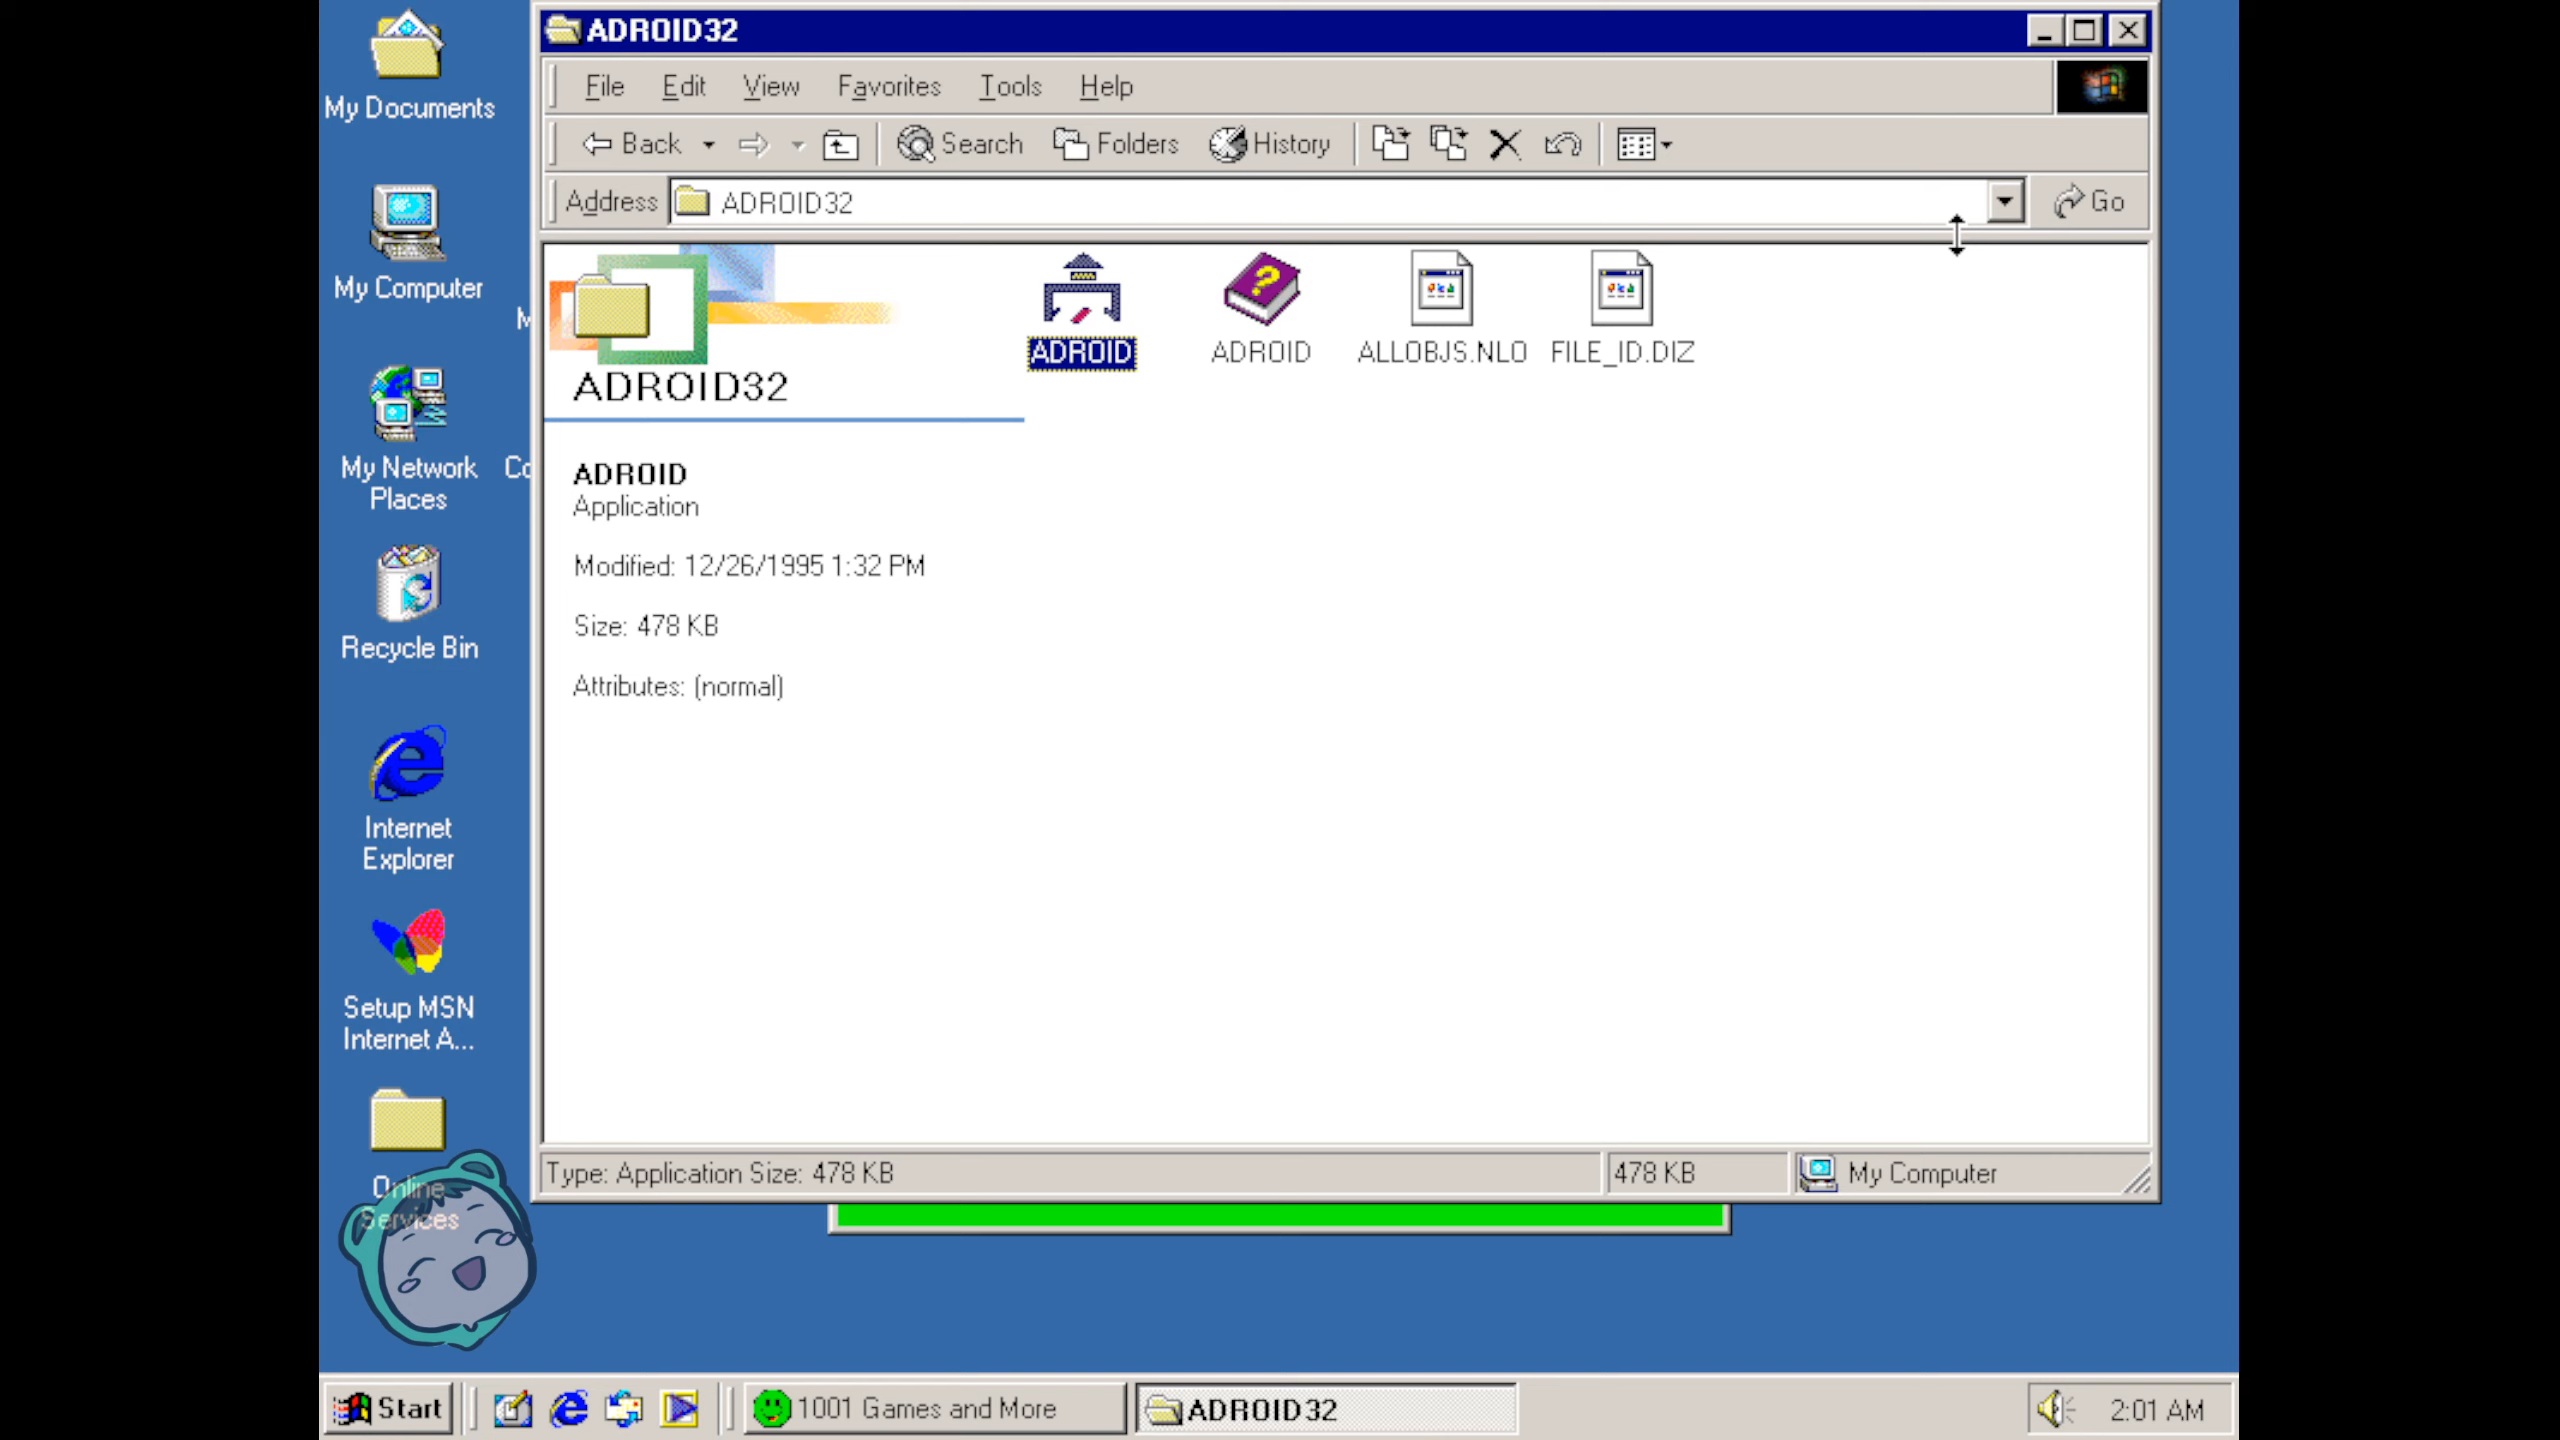 ADROID32
File Edit View Favorites Tools Help
Back Search Folders History
Address ADROID32 Go
My Documents
My Computer
My Network
Places
Recycle Bin
Internet
Explorer
Setup MSN
Internet A...
Online
Services
ADROID ADROID ALLOBJS.NLO FILE_ID.DIZ
ADROID32
ADROID
Application
Modified: 12/26/1995 1:32 PM
Size: 478 KB
Attributes: (normal)
Type: Application Size: 478 KB 478 KB My Computer
Start 1001 Games and More ADROID32 2:01 AM